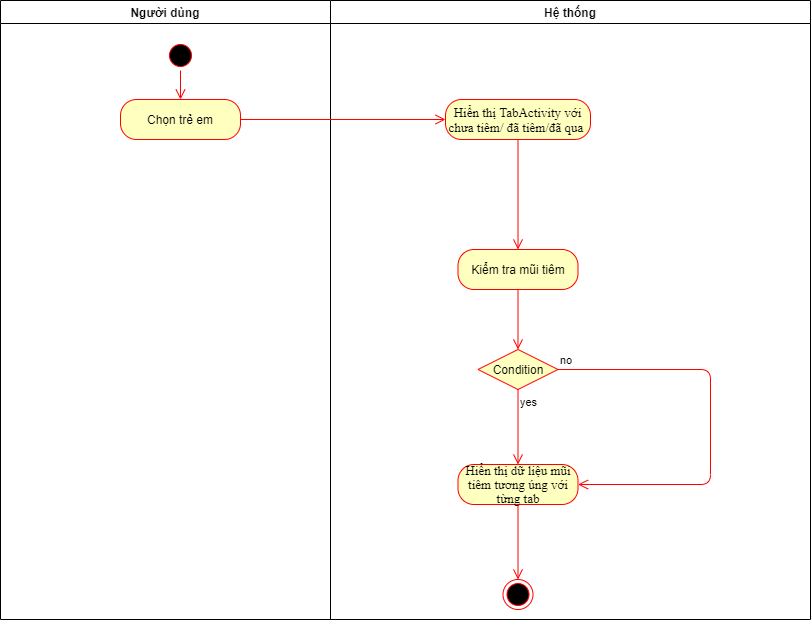 Người dùng
Hệ thống
Chọn trẻ em
Hiển thị TabActivity với
chưa tiêm/ đã tiêm/đã qua
Kiểm tra mũi tiêm
Condition
no
yes
Hiển thị dữ liệu mũi
tiêm tương úng với
từng tab